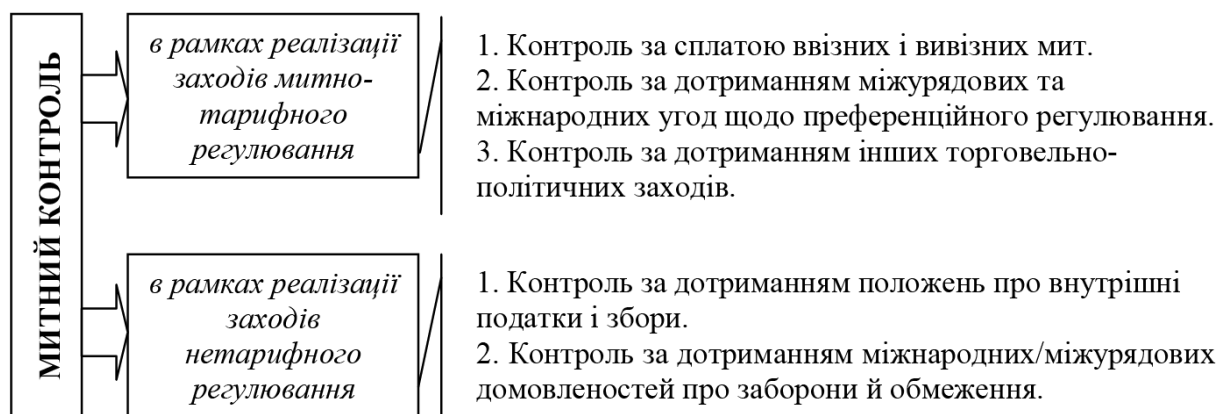 МИТНИЙ КОНТРОЛЬ
в рамках реалізації
заходів митно-
тарифного
регулювання
1. Контроль за сплатою ввізних і вивізних мит.
2. Контроль за дотриманням міжурядових та
міжнародних угод щодо преференційного регулювання.
3. Контроль за дотриманням інших торговельно-
політичних заходів.
в рамках реалізації
заходів
нетарифного
регулювання
1. Контроль за дотриманням положень про внутрішні
податки і збори.
2. Контроль за дотриманням міжнародних/міжурядових
домовленостей про заборони й обмеження.